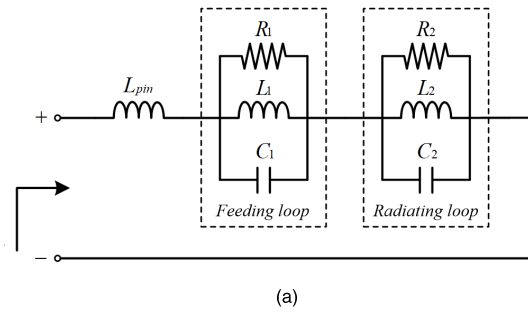 R1 R2
Lpin L1 L2
+
C1 C2
Feeding loop Radiating loop
−
(a)